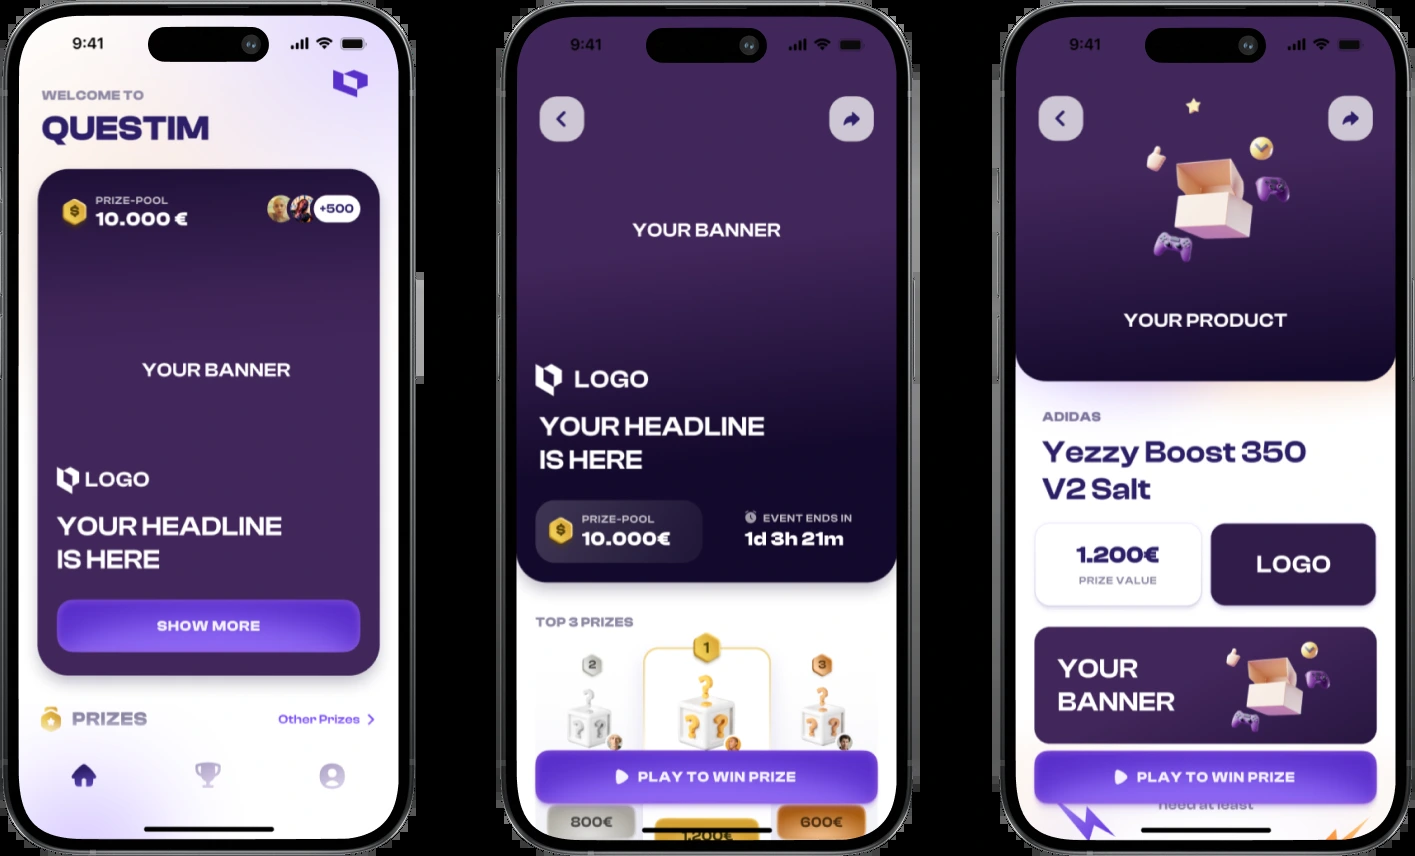 9:41
WELCOME TO
QUESTIM
PRIZE-POOL
10.000 €
+500
YOUR BANNER
LOGO
YOUR HEADLINE
IS HERE
SHOW MORE
PRIZES
Other Prizes
9:41
YOUR BANNER
LOGO
YOUR HEADLINE
IS HERE
PRIZE-POOL
10.000€
EVENT ENDS IN
1d 3h 21m
TOP 3 PRIZES
2
1
3
PLAY TO WIN PRIZE
800€
1.200€
600€
9:41
YOUR PRODUCT
ADIDAS
Yezzy Boost 350
V2 Salt
1.200€
PRIZE VALUE
LOGO
YOUR
BANNER
PLAY TO WIN PRIZE
need at least